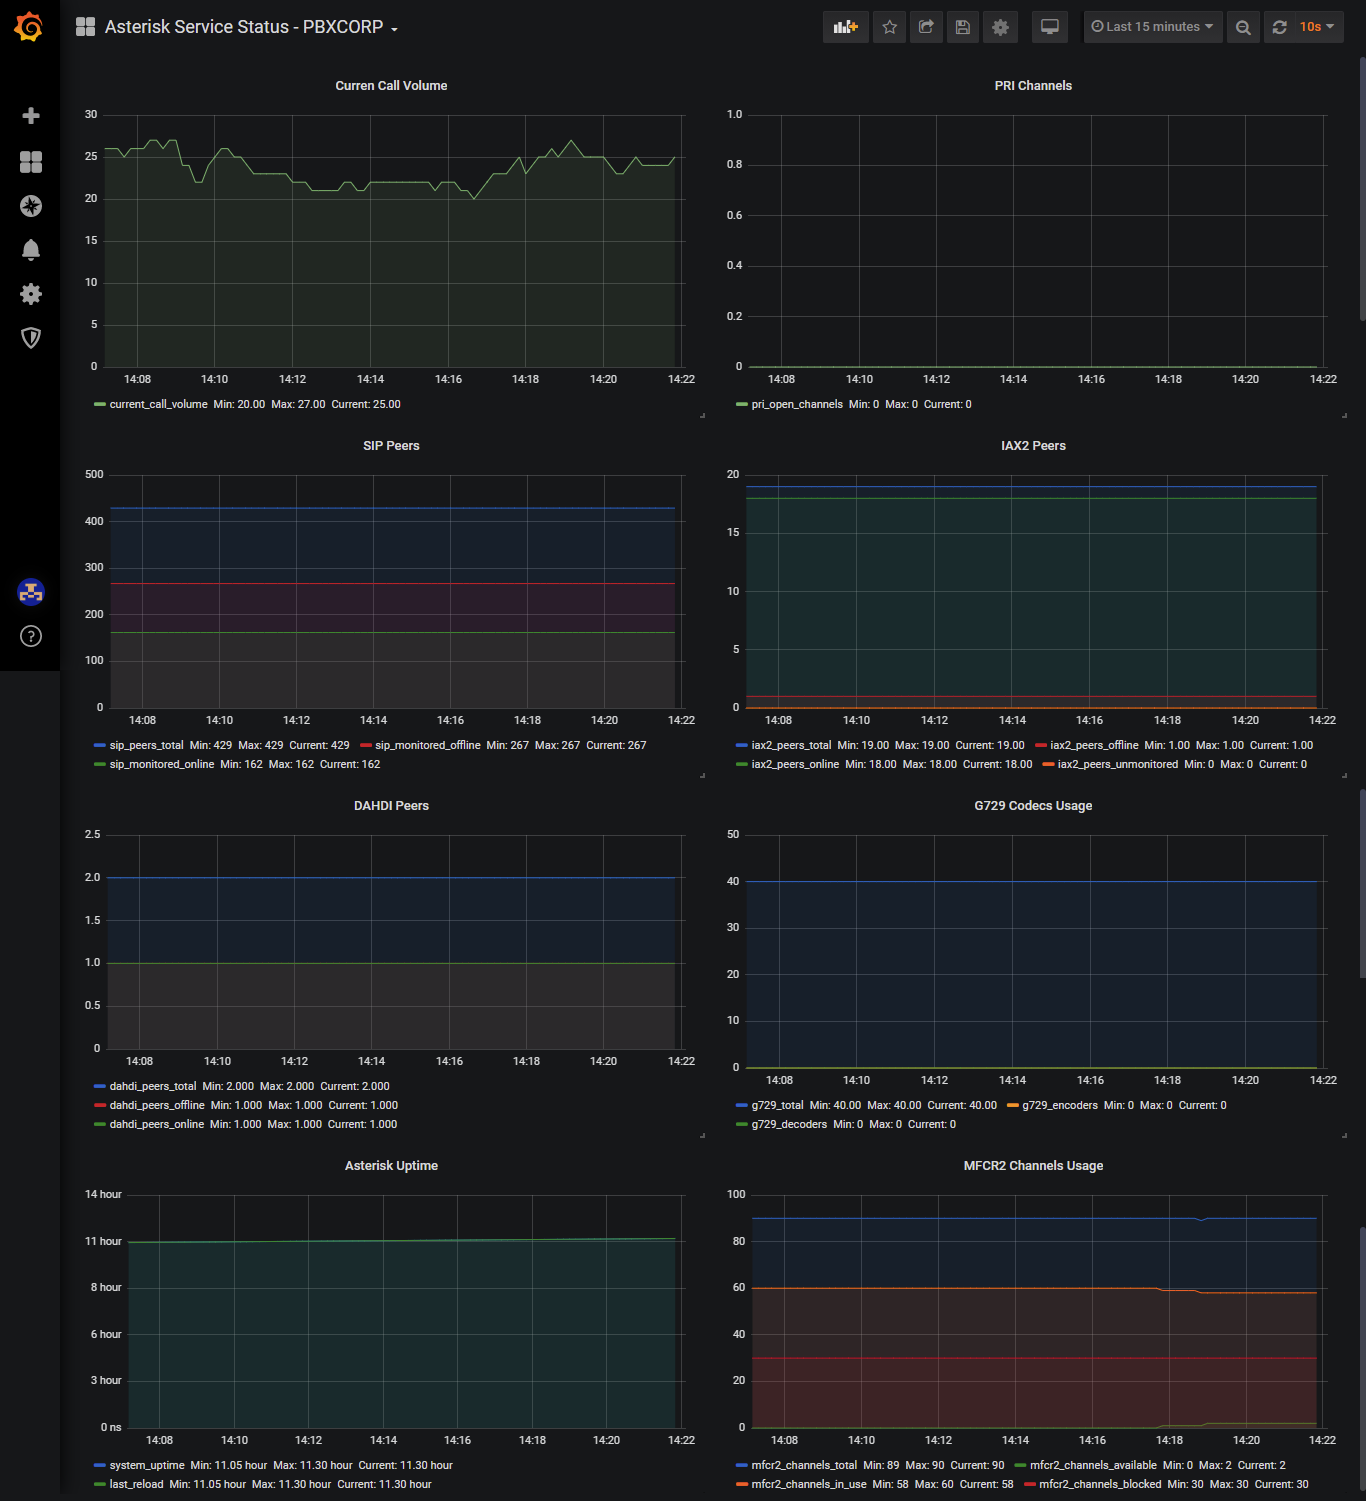 Asterisk Service Status - PBXCORP
Last 15 minutes
10s
Curren Call Volume
30
25
20
15
10
5
0
14:08 14:10 14:12 14:14 14:16 14:18 14:20 14:22
current_call_volume Min: 20.00 Max: 27.00 Current: 25.00
PRI Channels
1.0
0.8
0.6
0.4
0.2
0
14:08 14:10 14:12 14:14 14:16 14:18 14:20 14:22
pri_open_channels Min: 0 Max: 0 Current: 0
SIP Peers
500
400
300
200
100
0
14:08 14:10 14:12 14:14 14:16 14:18 14:20 14:22
sip_peers_total Min: 429 Max: 429 Current: 429 sip_monitored_offline Min: 267 Max: 267 Current: 267
sip_monitored_online Min: 162 Max: 162 Current: 162
IAX2 Peers
20
15
10
5
0
14:08 14:10 14:12 14:14 14:16 14:18 14:20 14:22
iax2_peers_total Min: 19.00 Max: 19.00 Current: 19.00 iax2_peers_offline Min: 1.00 Max: 1.00 Current: 1.00
iax2_peers_online Min: 18.00 Max: 18.00 Current: 18.00 iax2_peers_unmonitored Min: 0 Max: 0 Current: 0
DAHDI Peers
2.5
2.0
1.5
1.0
0.5
0
14:08 14:10 14:12 14:14 14:16 14:18 14:20 14:22
dahdi_peers_total Min: 2.000 Max: 2.000 Current: 2.000
dahdi_peers_offline Min: 1.000 Max: 1.000 Current: 1.000
dahdi_peers_online Min: 1.000 Max: 1.000 Current: 1.000
G729 Codecs Usage
50
40
30
20
10
0
14:08 14:10 14:12 14:14 14:16 14:18 14:20 14:22
g729_total Min: 40.00 Max: 40.00 Current: 40.00 g729_encoders Min: 0 Max: 0 Current: 0
g729_decoders Min: 0 Max: 0 Current: 0
Asterisk Uptime
14 hour
11 hour
8 hour
6 hour
3 hour
0 ns
14:08 14:10 14:12 14:14 14:16 14:18 14:20 14:22
system_uptime Min: 11.05 hour Max: 11.30 hour Current: 11.30 hour
last_reload Min: 11.05 hour Max: 11.30 hour Current: 11.30 hour
MFCR2 Channels Usage
100
80
60
40
20
0
14:08 14:10 14:12 14:14 14:16 14:18 14:20 14:22
mfcr2_channels_total Min: 89 Max: 90 Current: 90 mfcr2_channels_available Min: 0 Max: 2 Current: 2
mfcr2_channels_in_use Min: 58 Max: 60 Current: 58 mfcr2_channels_blocked Min: 30 Max: 30 Current: 30